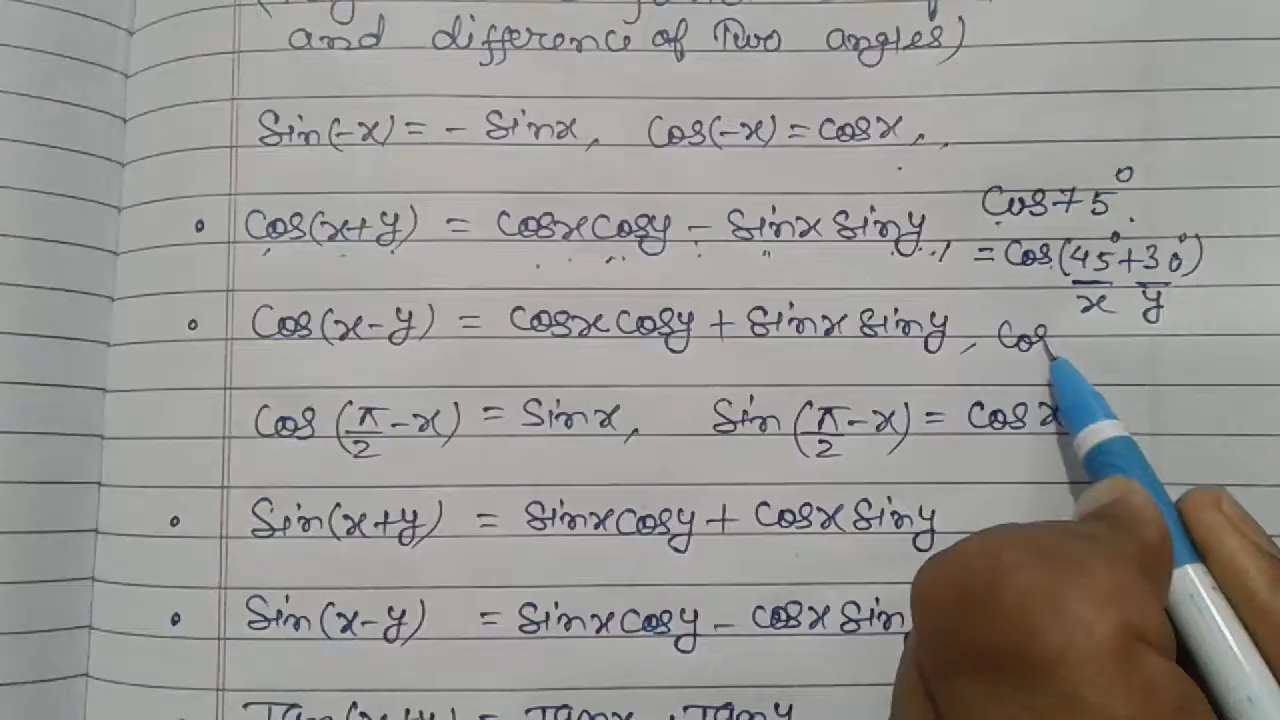 and difference of Two angles)
Sin(-x) = - Sinx, Cos(-x) = Cosx,
Cos75°.
• Cos(x+y) = Cosx Cosy - Sinx Siny,
= Cos(45°+30°)
x y
• Cos(x-y) = Cosx Cosy + Sinx Siny, Cos
Cos(π/2-x) = Sinx, Sin(π/2-x) = Cosx
• Sin(x+y) = Sinx Cosy + Cosx Siny
• Sin(x-y) = Sinx Cosy - Cosx Sin